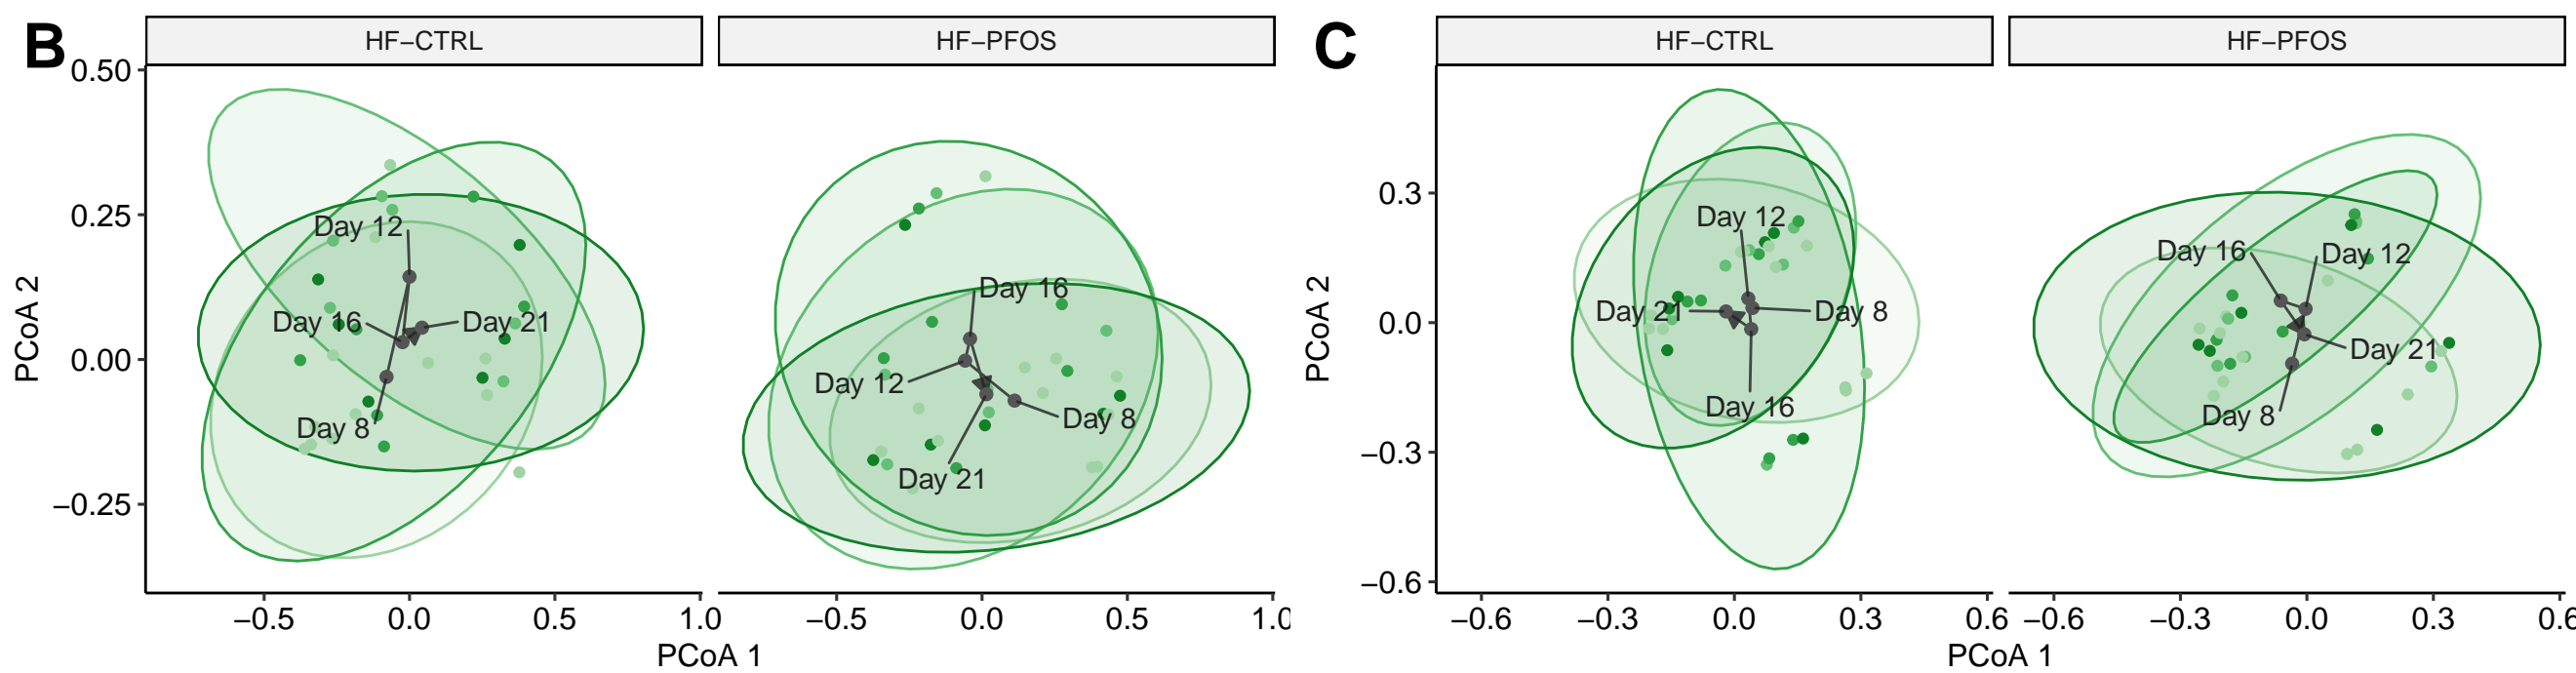 B
HF−CTRL
HF−PFOS
0.50
0.25
0.00
−0.25
PCoA 2
Day 12
Day 16
Day 21
Day 8
Day 16
Day 12
Day 8
Day 21
−0.5 0.0 0.5 1.0
−0.5 0.0 0.5 1.0
PCoA 1
C
HF−CTRL
HF−PFOS
0.3
0.0
−0.3
−0.6
PCoA 2
Day 12
Day 21
Day 8
Day 16
Day 16
Day 12
Day 21
Day 8
−0.6 −0.3 0.0 0.3 0.6
−0.6 −0.3 0.0 0.3 0.6
PCoA 1